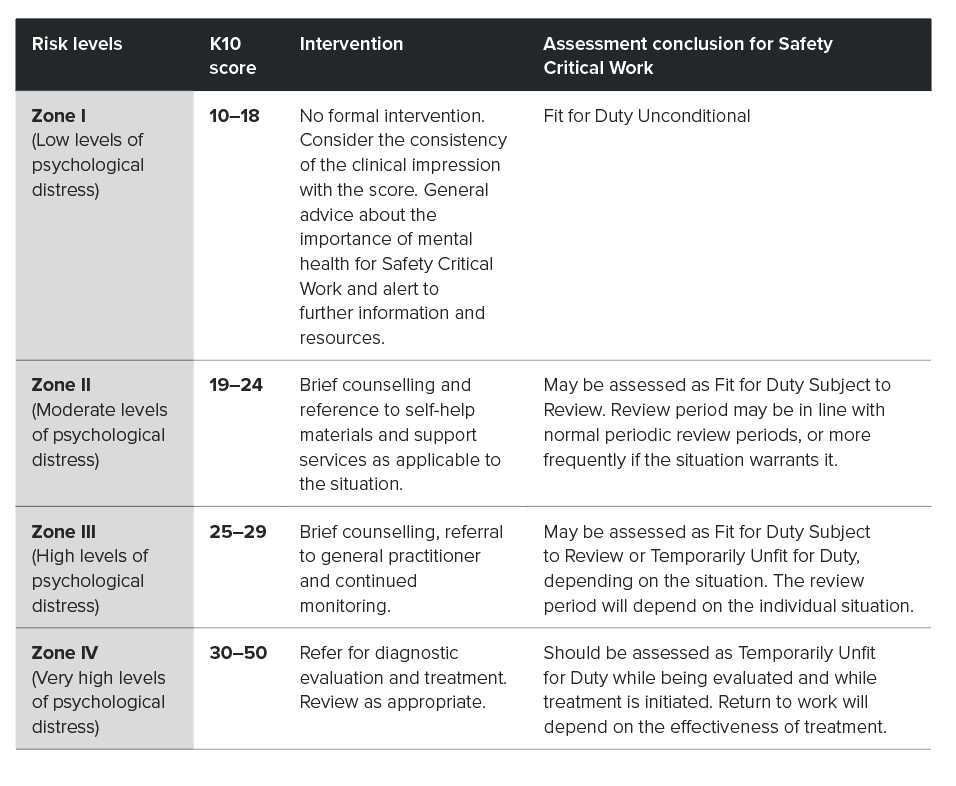 Risk levels
K10
score
Intervention
Assessment conclusion for Safety
Critical Work
Zone I
(Low levels of
psychological
distress)
10–18
No formal intervention.
Consider the consistency
of the clinical impression
with the score. General
advice about the
importance of mental
health for Safety Critical
Work and alert to
further information and
resources.
Fit for Duty Unconditional
Zone II
(Moderate levels
of psychological
distress)
19–24
Brief counselling and
reference to self-help
materials and support
services as applicable to
the situation.
May be assessed as Fit for Duty Subject to
Review. Review period may be in line with
normal periodic review periods, or more
frequently if the situation warrants it.
Zone III
(High levels of
psychological
distress)
25–29
Brief counselling, referral
to general practitioner
and continued
monitoring.
May be assessed as Fit for Duty Subject
to Review or Temporarily Unfit for Duty,
depending on the situation. The review
period will depend on the individual situation.
Zone IV
(Very high levels
of psychological
distress)
30–50
Refer for diagnostic
evaluation and treatment.
Review as appropriate.
Should be assessed as Temporarily Unfit
for Duty while being evaluated and while
treatment is initiated. Return to work will
depend on the effectiveness of treatment.